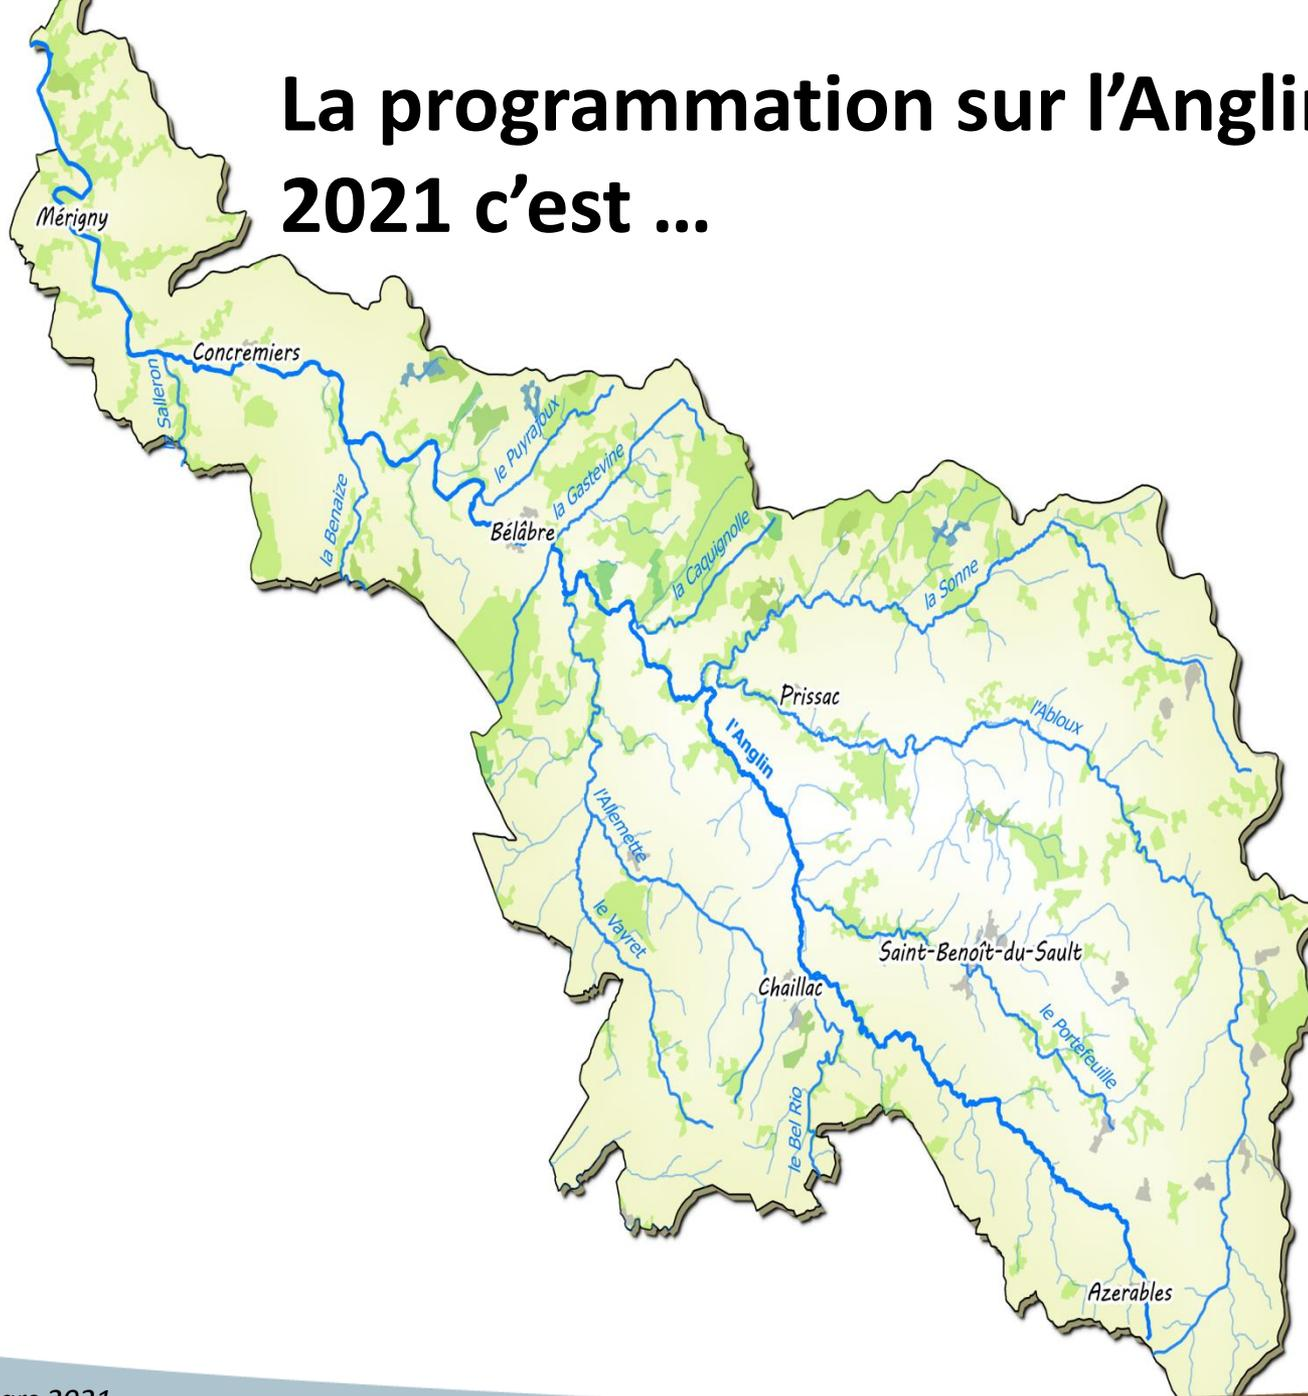 La programmation sur l’Anglin
2021 c’est …
Mérigny
Concremiers
Salleron
le Puyrajoux
la Gastevine
la Benaize
Bélâbre
la Caquignolle
la Sonne
Prissac
l'Abloux
l'Anglin
l'Allemette
le Vavret
Saint-Benoît-du-Sault
Chaillac
le Portefeuille
le Bel Rio
Azerables
2021